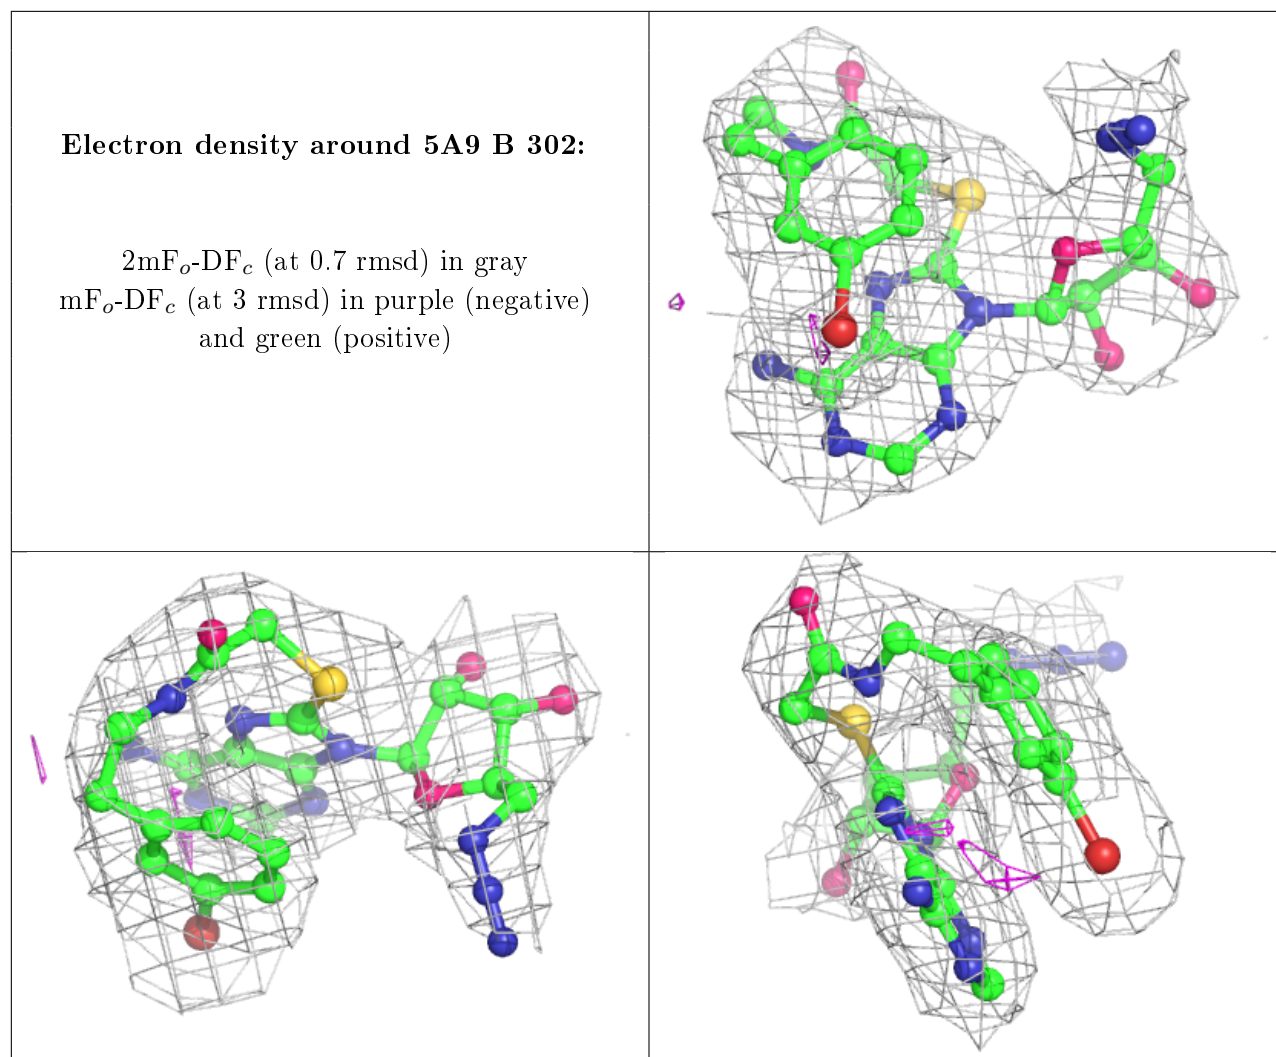 Electron density around 5A9 B 302:
2mFo-DFc (at 0.7 rmsd) in gray
mFo-DFc (at 3 rmsd) in purple (negative)
and green (positive)